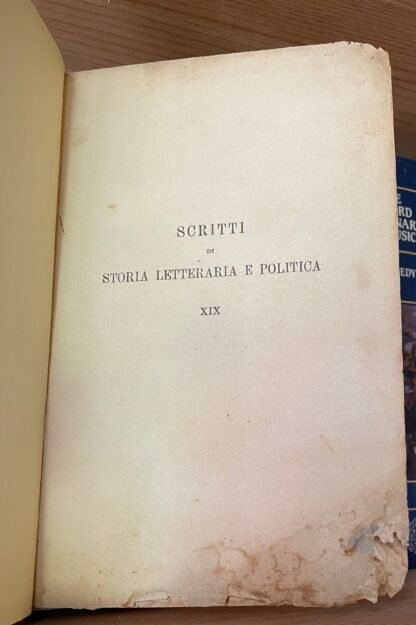 SCRITTI
DI
STORIA LETTERARIA E POLITICA
XIX